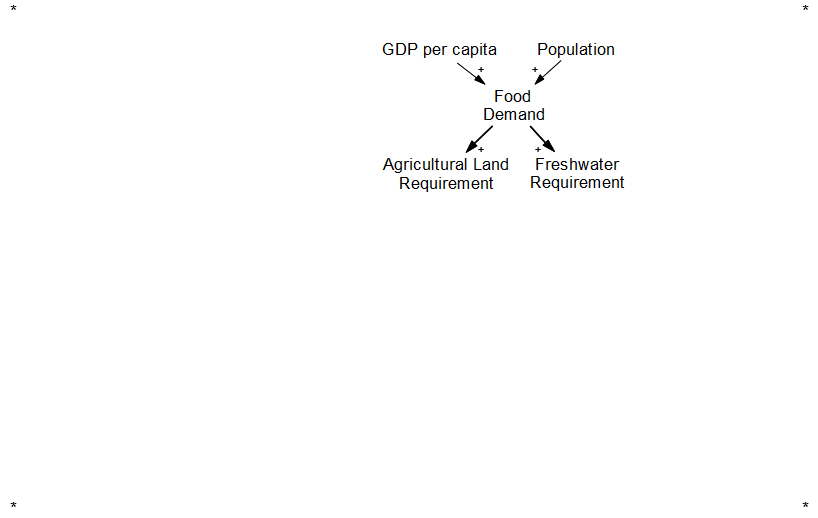 * *
GDP per capita Population
+ +
Food
Demand
+ +
Agricultural Land Freshwater
Requirement Requirement
* *